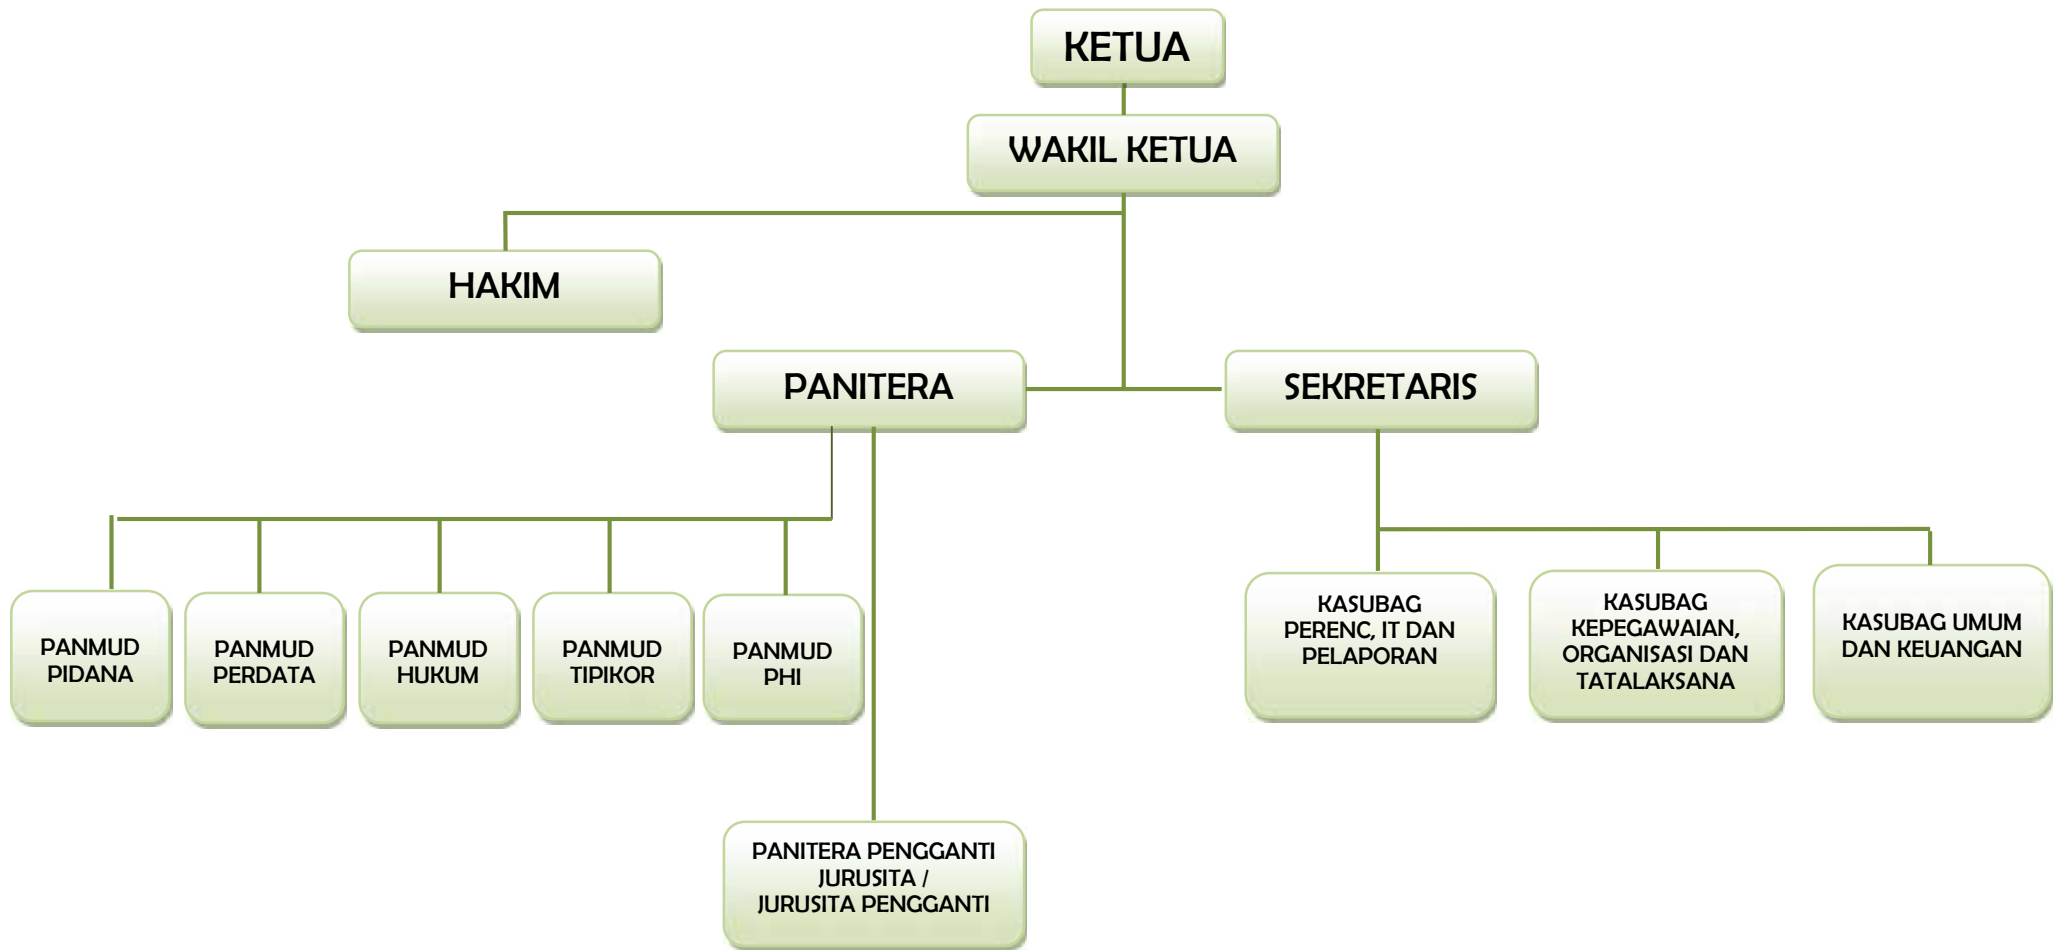 KETUA
WAKIL KETUA
HAKIM
PANITERA
SEKRETARIS
PANMUD
PIDANA
PANMUD
PERDATA
PANMUD
HUKUM
PANMUD
TIPIKOR
PANMUD
PHI
KASUBAG
PERENC, IT DAN
PELAPORAN
KASUBAG
KEPEGAWAIAN,
ORGANISASI DAN
TATALAKSANA
KASUBAG UMUM
DAN KEUANGAN
PANITERA PENGGANTI
JURUSITA /
JURUSITA PENGGANTI